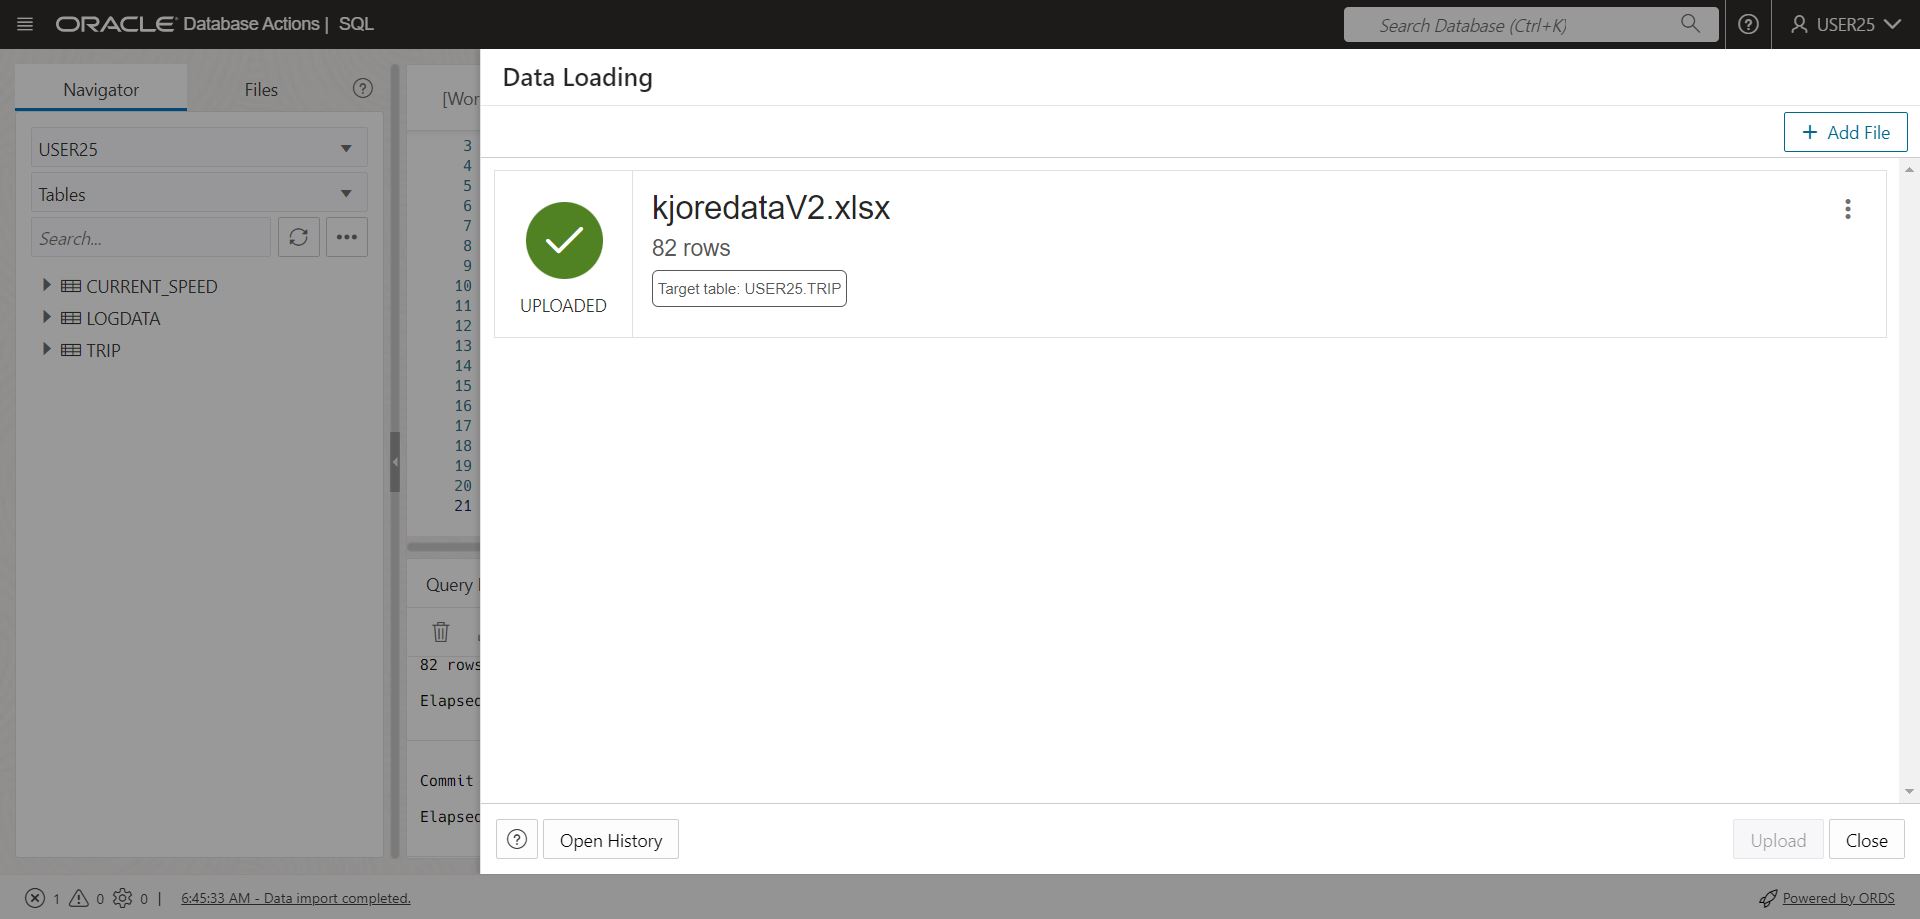 ORACLE Database Actions | SQL
Search Database (Ctrl+K)
USER25
Navigator
Files
USER25
Tables
Search...
CURRENT_SPEED
LOGDATA
TRIP
[Wor
3
4
5
6
7
8
9
10
11
12
13
14
15
16
17
18
19
20
21
Query
82 rows
Elapsed
Commit
Elapsed
Data Loading
+ Add File
UPLOADED
kjoredataV2.xlsx
82 rows
Target table: USER25.TRIP
Open History
Upload
Close
1 0 0 | 6:45:33 AM - Data import completed.
Powered by ORDS